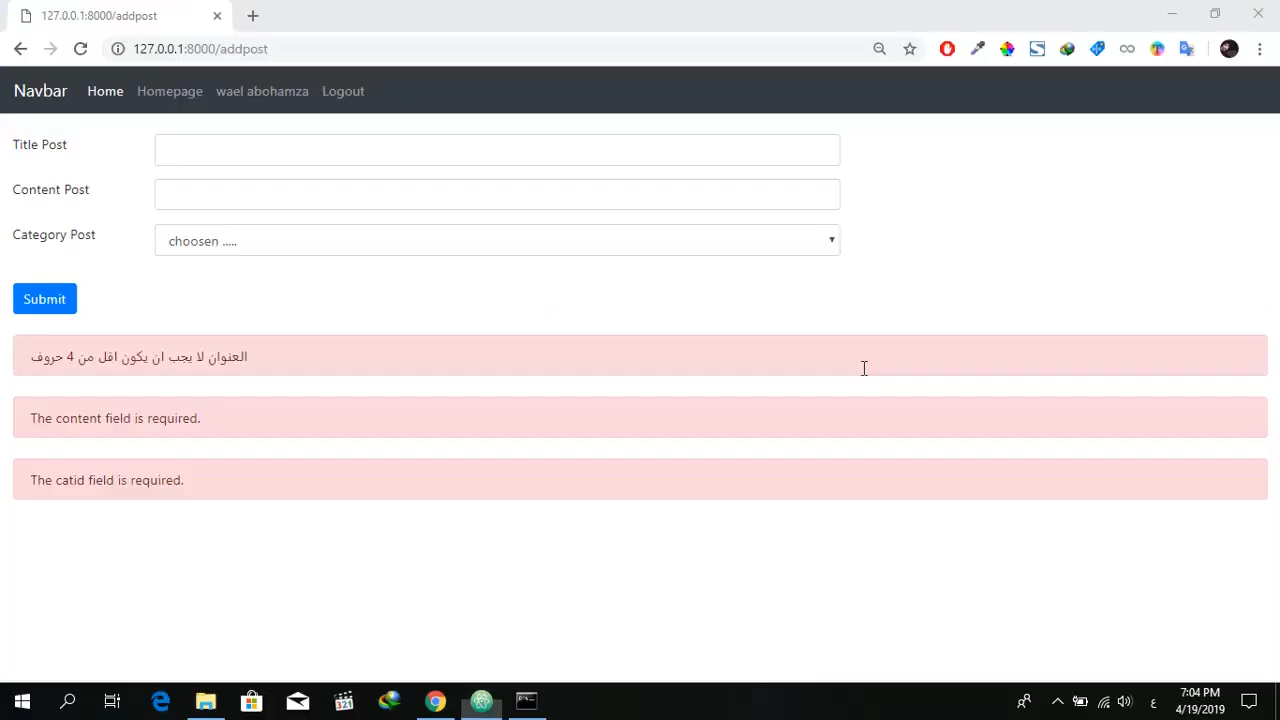 127.0.0.1:8000/addpost
127.0.0.1:8000/addpost
Navbar Home Homepage wael abohamza Logout
Title Post
Content Post
Category Post
choosen .....
Submit
العنوان لا يجب ان يكون اقل من 4 حروف
The content field is required.
The catid field is required.
321
ع
7:04 PM
4/19/2019